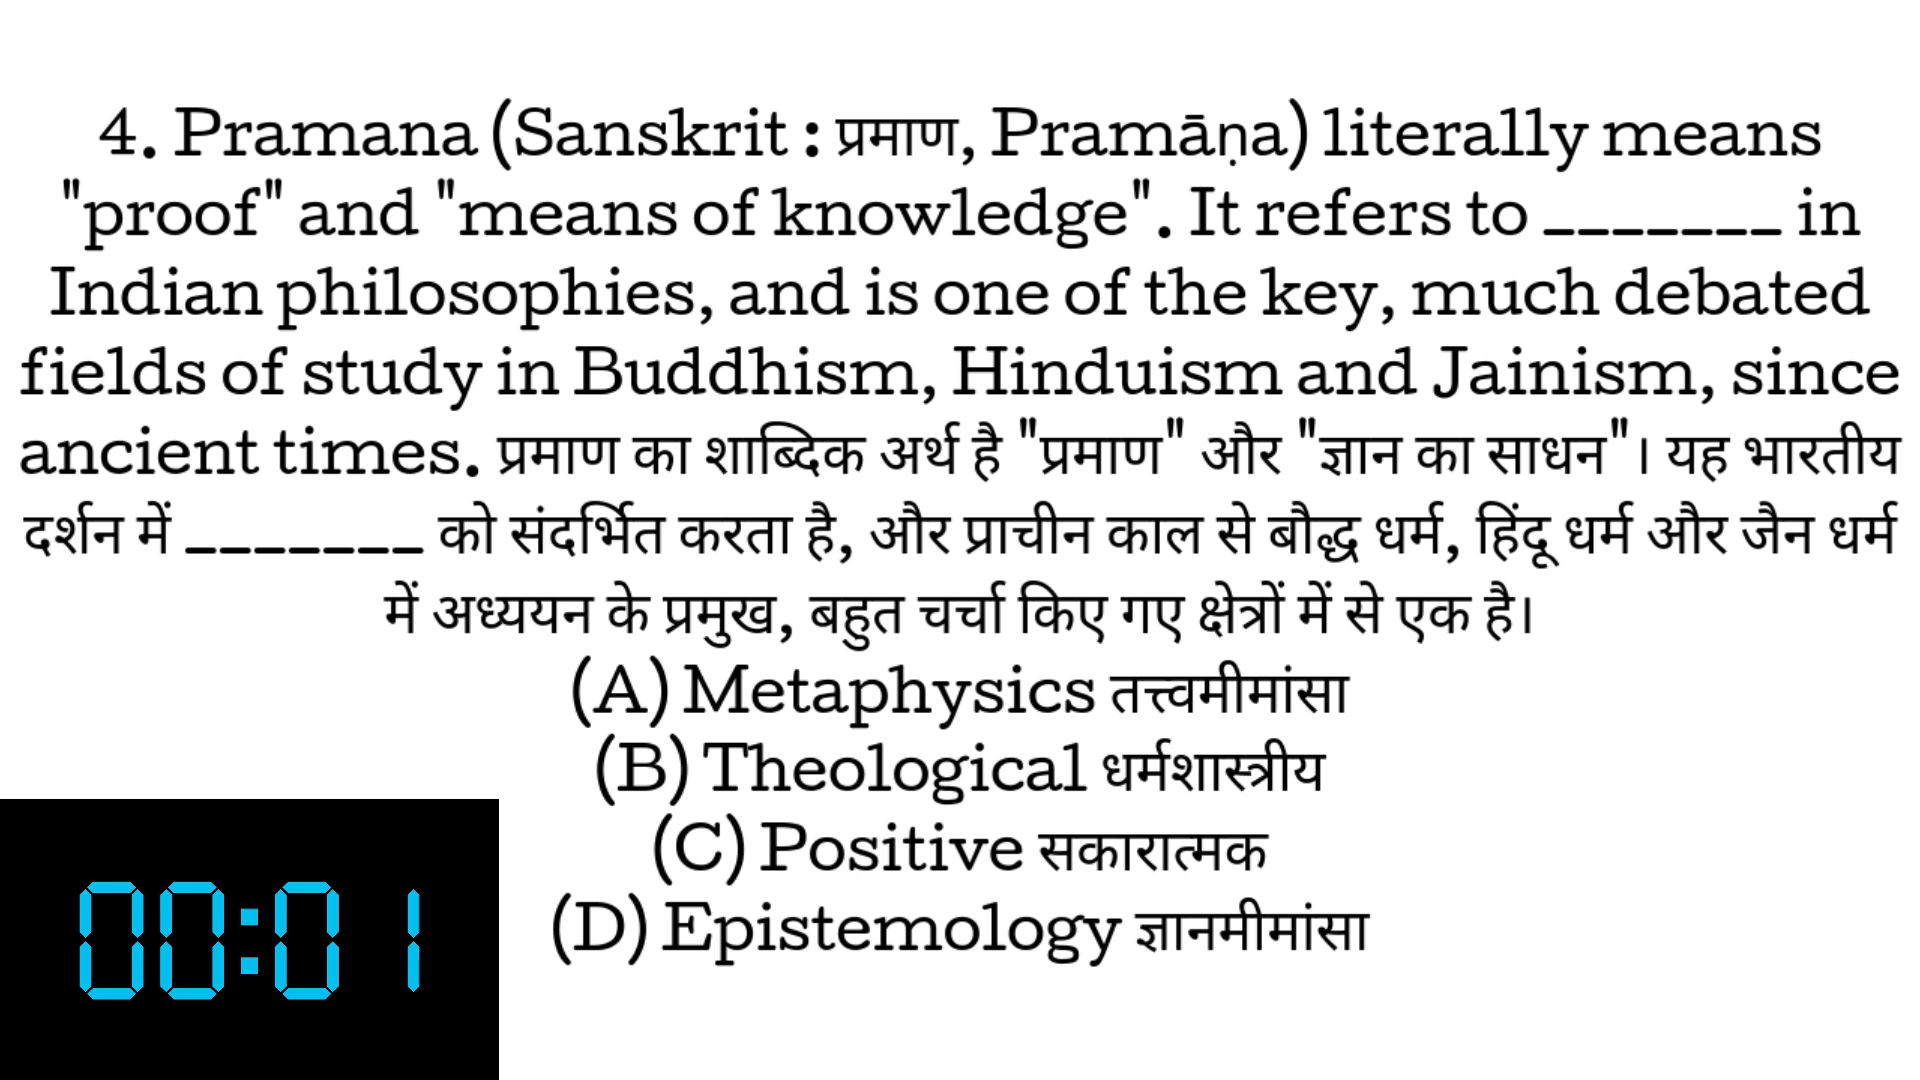 4. Pramana (Sanskrit : प्रमाण, Pramāṇa) literally means
"proof" and "means of knowledge". It refers to _______ in
Indian philosophies, and is one of the key, much debated
fields of study in Buddhism, Hinduism and Jainism, since
ancient times. प्रमाण का शाब्दिक अर्थ है "प्रमाण" और "ज्ञान का साधन"। यह भारतीय
दर्शन में _______ को संदर्भित करता है, और प्राचीन काल से बौद्ध धर्म, हिंदू धर्म और जैन धर्म
में अध्ययन के प्रमुख, बहुत चर्चा किए गए क्षेत्रों में से एक है।
(A) Metaphysics तत्त्वमीमांसा
(B) Theological धर्मशास्त्रीय
(C) Positive सकारात्मक
(D) Epistemology ज्ञानमीमांसा
00:01